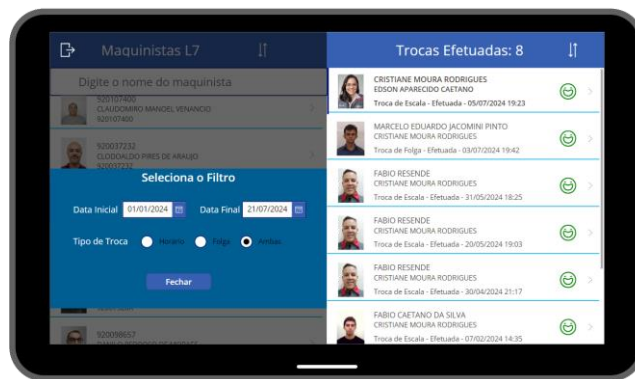 Maquinistas L7
Digite o nome do maquinista
920107400
CLAUDOMIRO MANOEL VENANCIO
920107400
920037232
CLODOALDO PIRES DE ARAUJO
920037232
Seleciona o Filtro
Data Inicial 01/01/2024 Data Final 21/07/2024
Tipo de Troca Horário Folga Ambas
Fechar
920098657
Trocas Efetuadas: 8
CRISTIANE MOURA RODRIGUES
EDSON APARECIDO CAETANO
Troca de Escala - Efetuada - 05/07/2024 19:23
MARCELO EDUARDO JACOMINI PINTO
CRISTIANE MOURA RODRIGUES
Troca de Folga - Efetuada - 03/07/2024 19:42
FABIO RESENDE
CRISTIANE MOURA RODRIGUES
Troca de Escala - Efetuada - 31/05/2024 18:25
FABIO RESENDE
CRISTIANE MOURA RODRIGUES
Troca de Escala - Efetuada - 20/05/2024 19:03
FABIO RESENDE
CRISTIANE MOURA RODRIGUES
Troca de Escala - Efetuada - 30/04/2024 21:17
FABIO CAETANO DA SILVA
CRISTIANE MOURA RODRIGUES
Troca de Escala - Efetuada - 07/02/2024 14:35